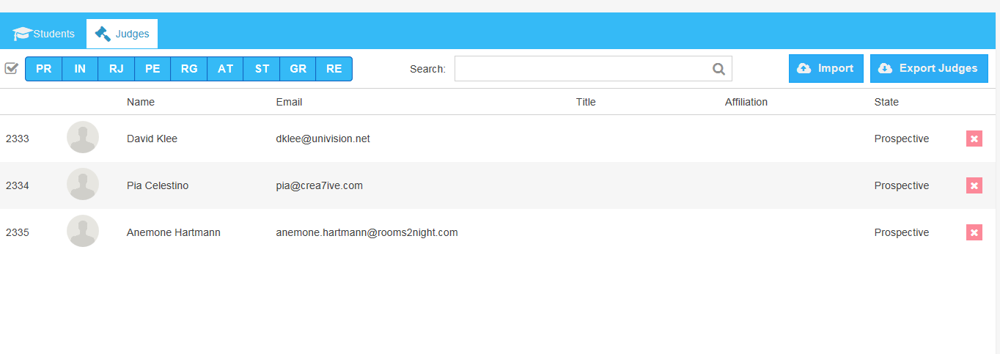 Students Judges
PR IN RJ PE RG AT ST GR RE Search: Import Export Judges
Name Email Title Affiliation State
2333 David Klee dklee@univision.net Prospective
2334 Pia Celestino pia@crea7ive.com Prospective
2335 Anemone Hartmann anemone.hartmann@rooms2night.com Prospective